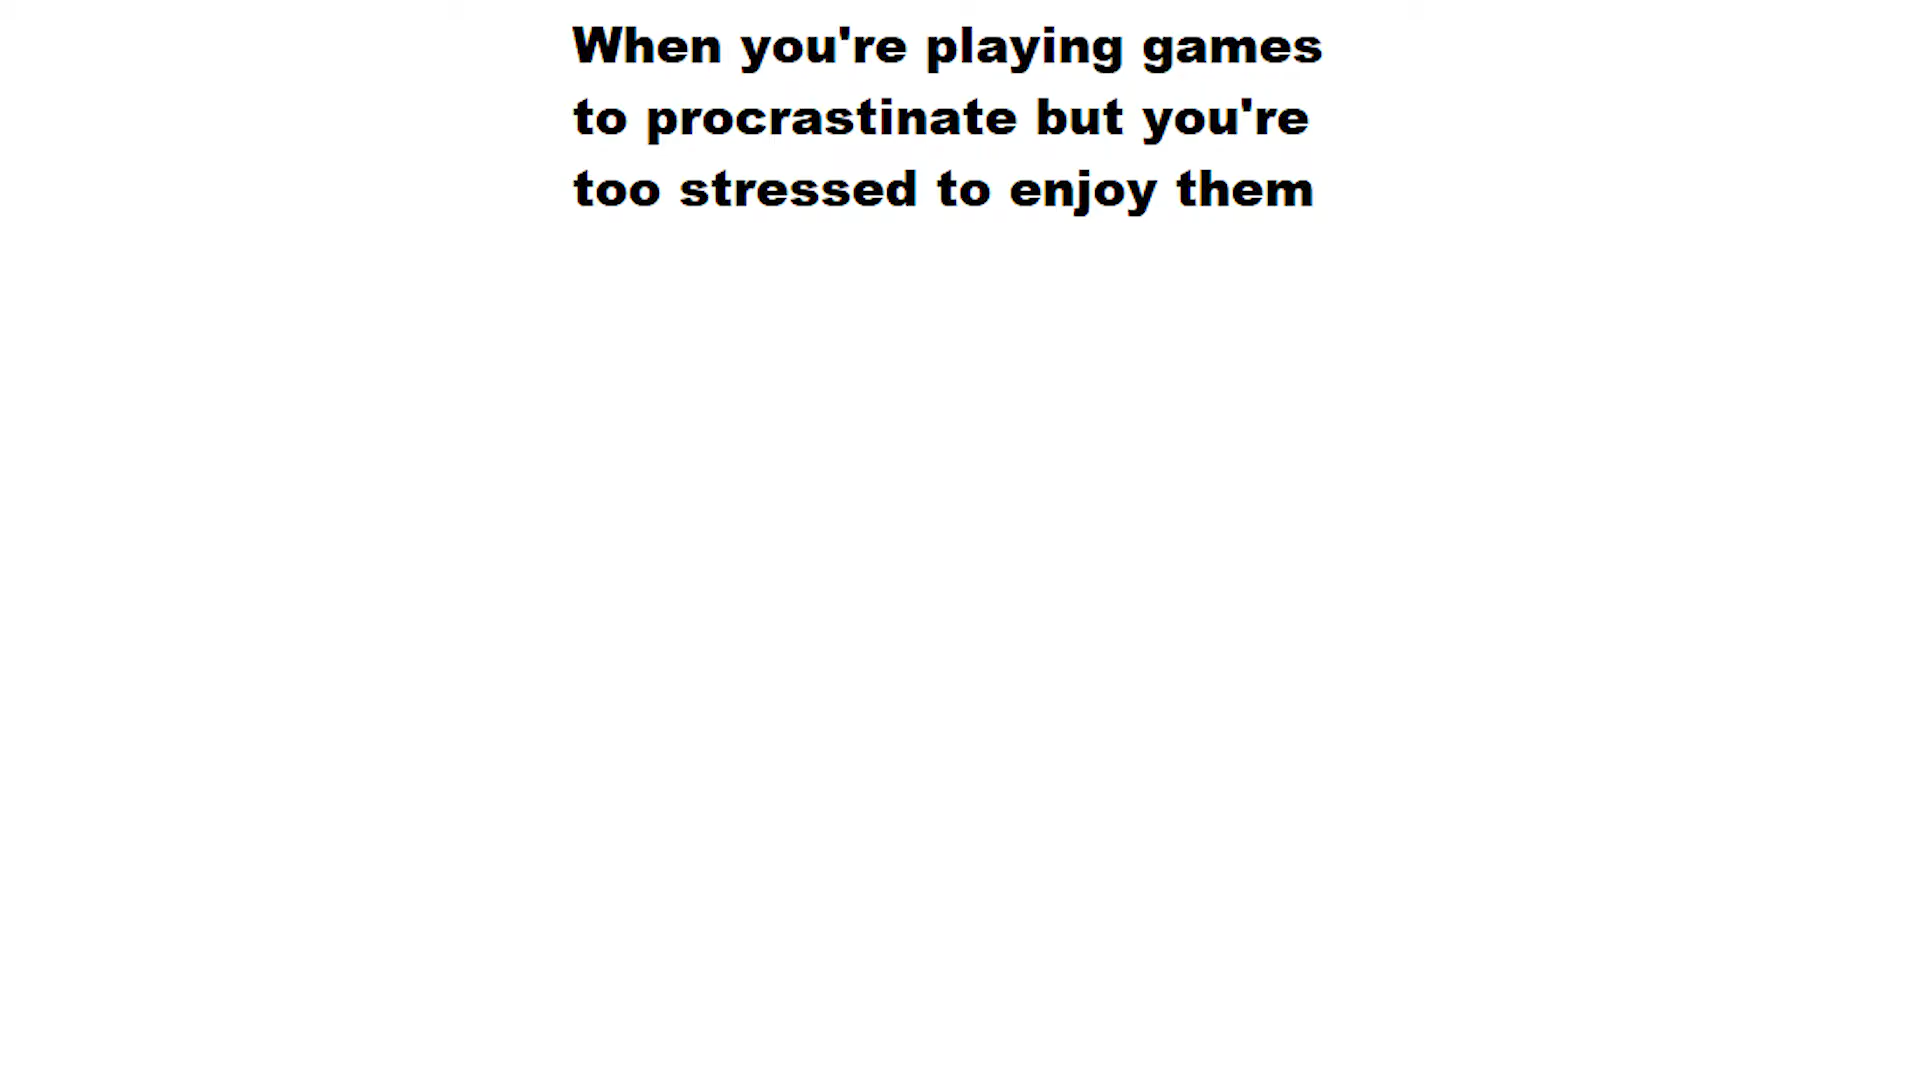 When you're playing games
to procrastinate but you're
too stressed to enjoy them